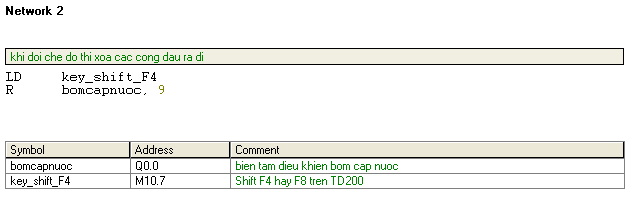 Network 2
khi doi che do thi xoa cac cong dau ra di
LD key_shift_F4
R bomcapnuoc, 9
Symbol Address Comment
bomcapnuoc Q0.0 bien tam dieu khien bom cap nuoc
key_shift_F4 M10.7 Shift F4 hay F8 tren TD200